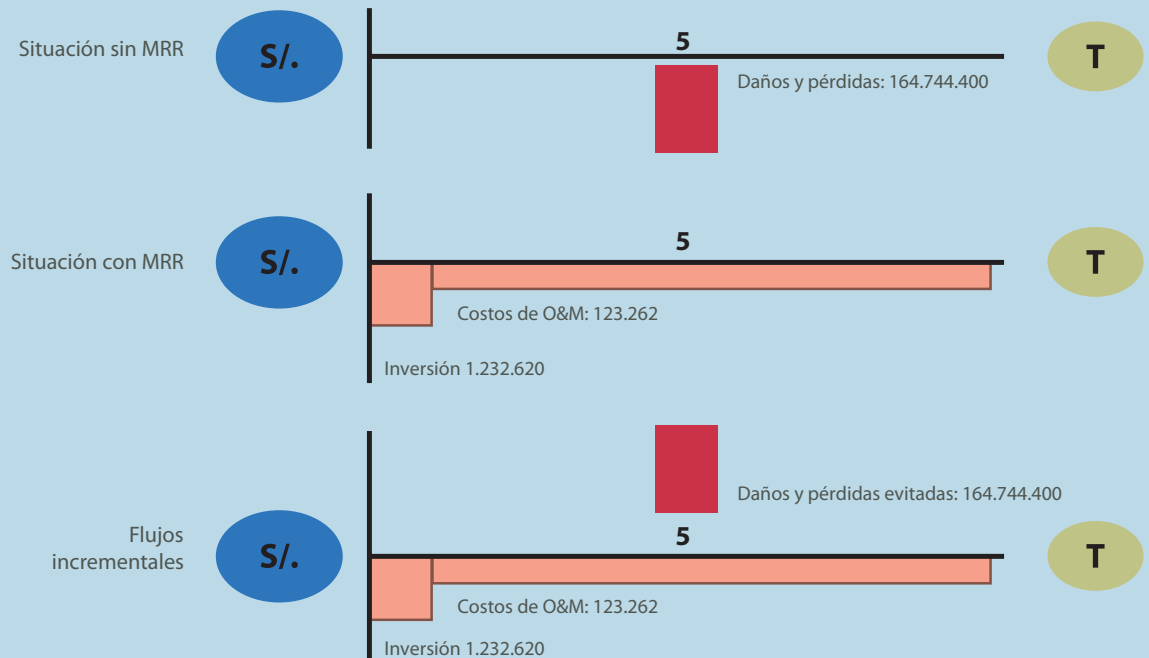 Situación sin MRR
S/.
5
T
Daños y pérdidas: 164.744.400
Situación con MRR
S/.
5
T
Costos de O&M: 123.262
Inversión 1.232.620
Daños y pérdidas evitadas: 164.744.400
Flujos
incrementales
S/.
5
T
Costos de O&M: 123.262
Inversión 1.232.620